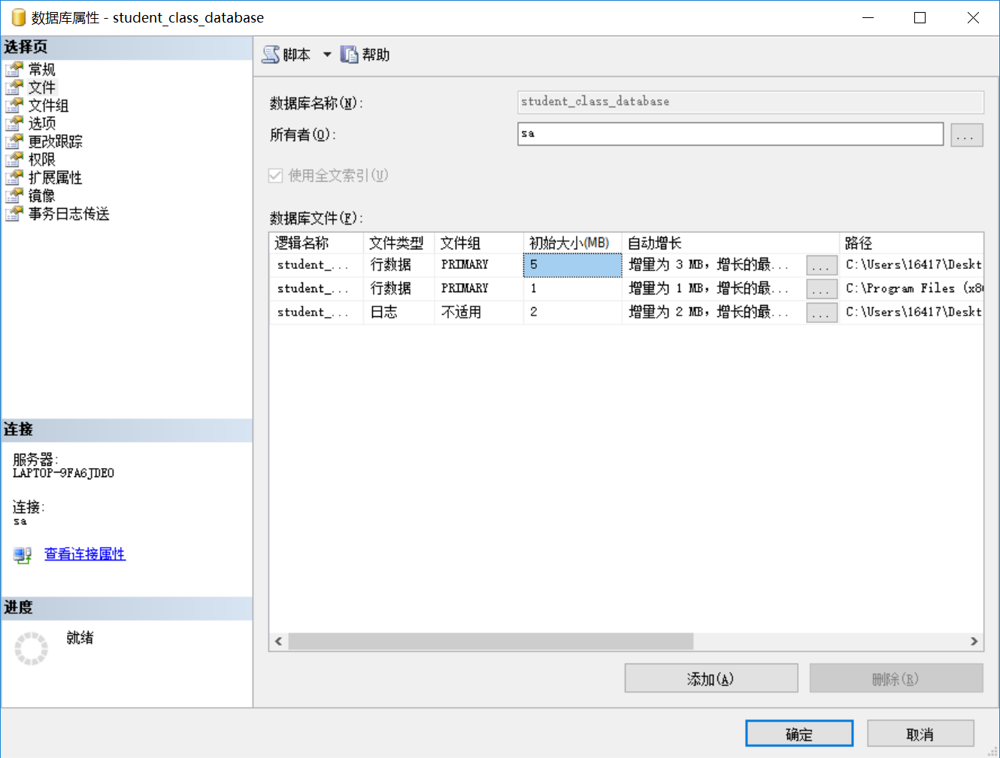 数据库属性 - student_class_database
选择页
常规
文件
文件组
选项
更改跟踪
权限
扩展属性
镜像
事务日志传送
连接
服务器:
LAPTOP-9FA6JDEO
连接:
sa
查看连接属性
进度
就绪
脚本 帮助
数据库名称(N): student_class_database
所有者(O): sa ...
使用全文索引(U)
数据库文件(F):
逻辑名称 文件类型 文件组 初始大小(MB) 自动增长 路径
student_... 行数据 PRIMARY 5 增量为 3 MB，增长的最... ... C:\Users\16417\Deskt
student_... 行数据 PRIMARY 1 增量为 1 MB，增长的最... ... C:\Program Files (x8
student_... 日志 不适用 2 增量为 2 MB，增长的最... ... C:\Users\16417\Deskt
添加(A) 删除(R)
确定 取消